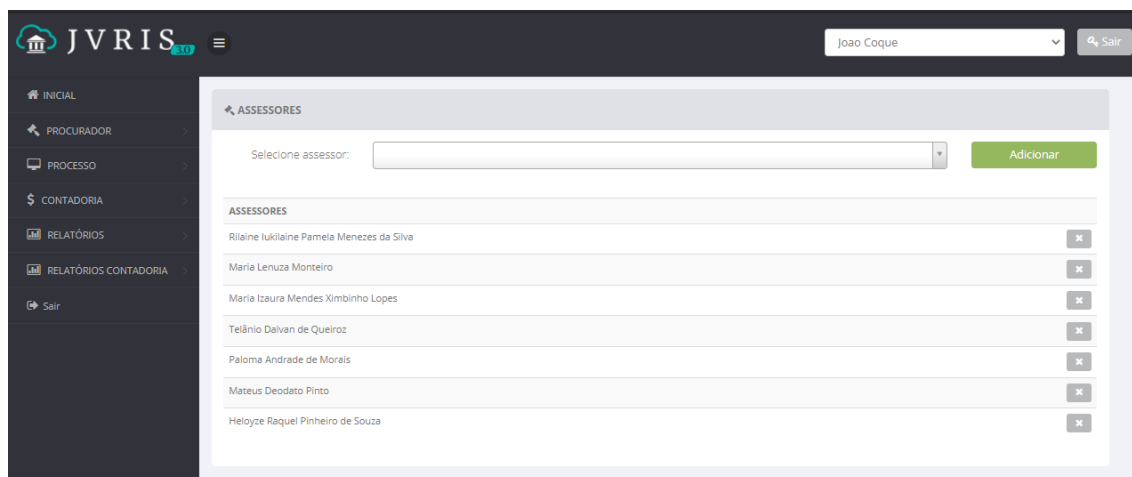 JVRIS 3.0
Joao Coque
Sair
INICIAL
PROCURADOR
PROCESSO
CONTADORIA
RELATÓRIOS
RELATÓRIOS CONTADORIA
Sair
ASSESSORES
Selecione assessor:
Adicionar
ASSESSORES
Rilaine Iukilaine Pamela Menezes da Silva
Maria Lenuza Monteiro
Maria Izaura Mendes Ximbinho Lopes
Telânio Dalvan de Queiroz
Paloma Andrade de Morais
Mateus Deodato Pinto
Heloyze Raquel Pinheiro de Souza